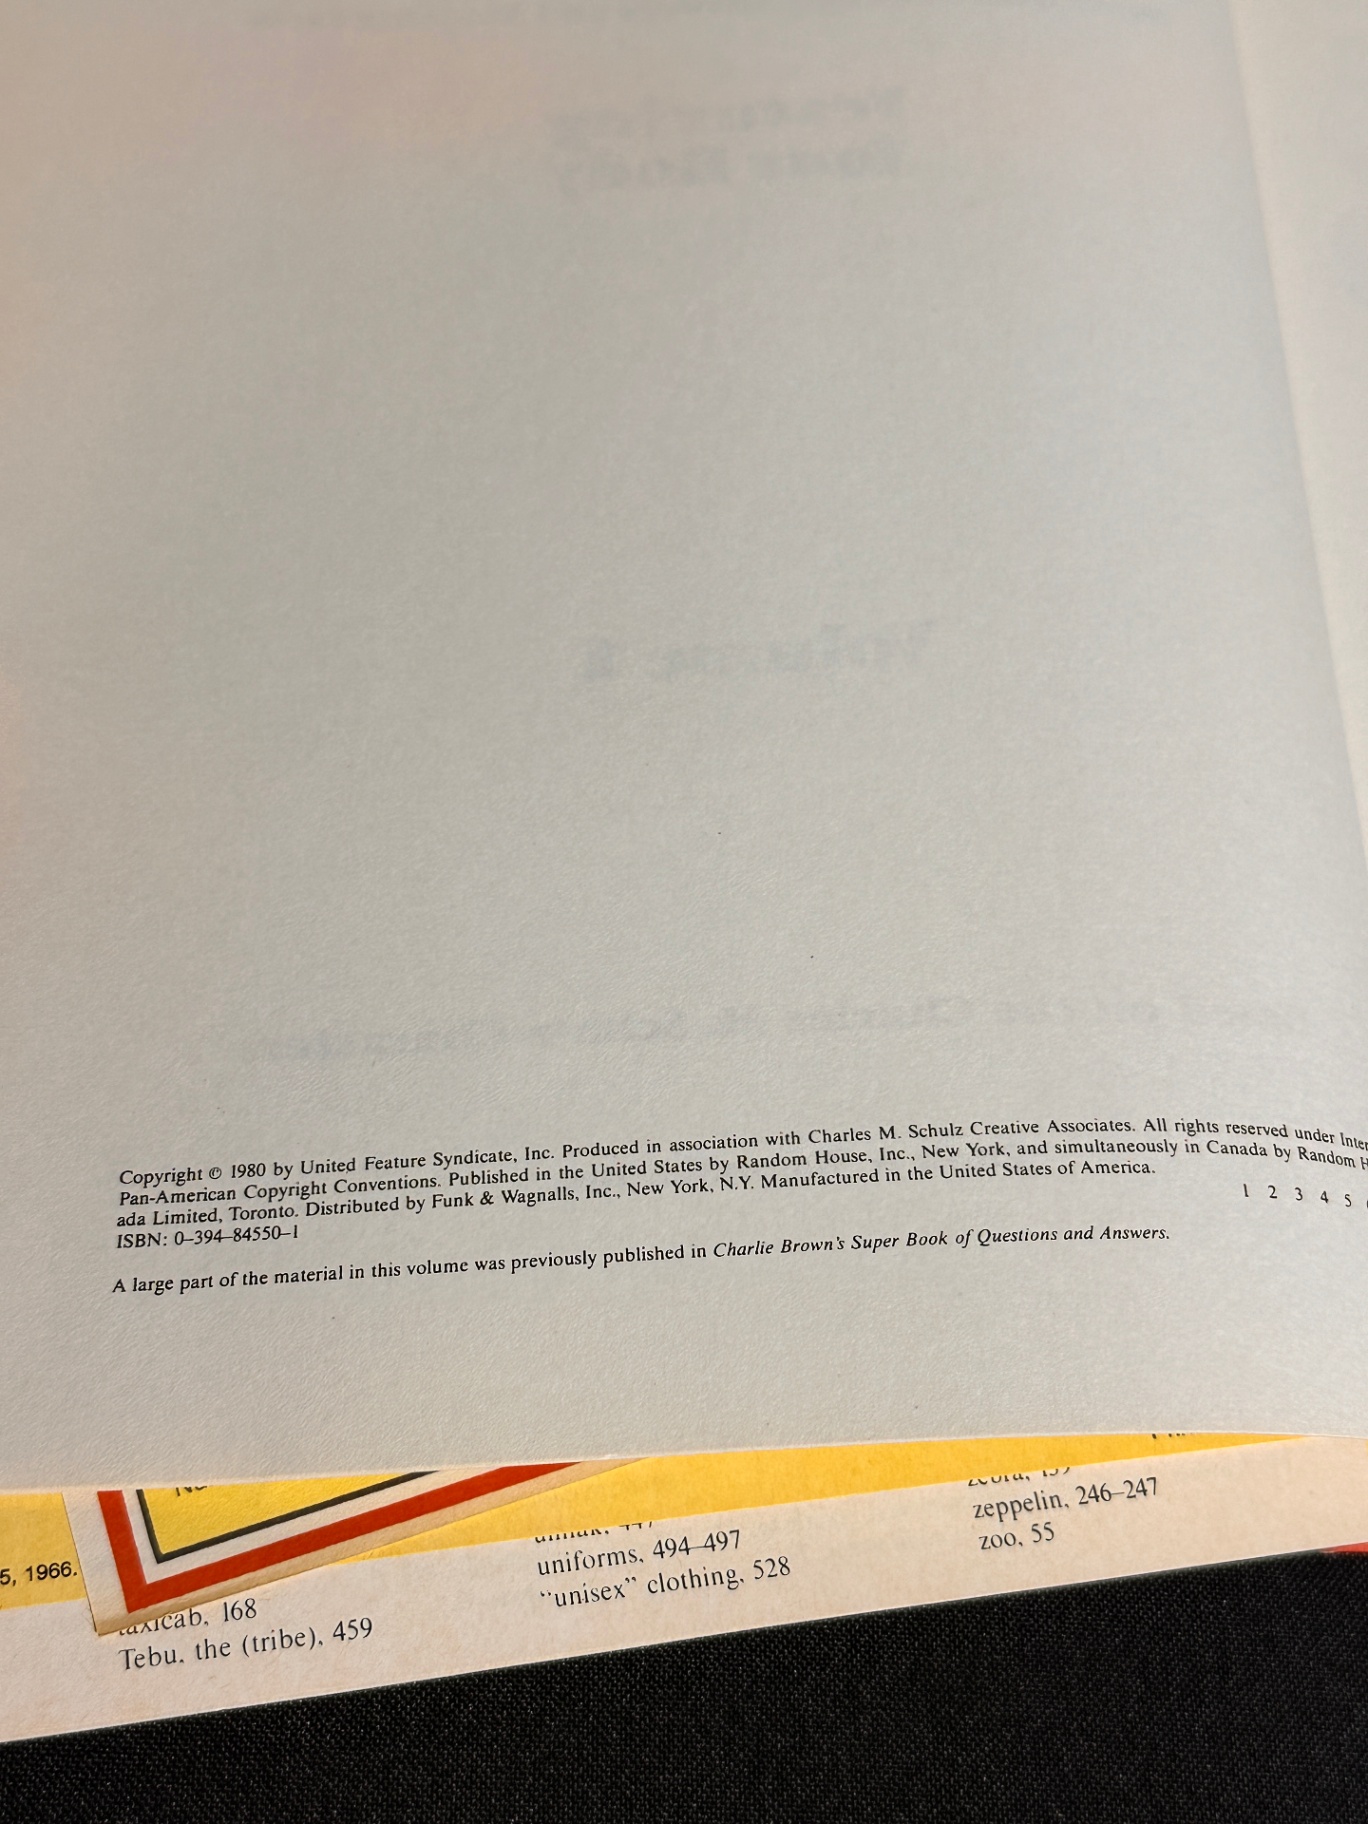 Copyright © 1980 by United Feature Syndicate, Inc. Produced in association with Charles M. Schulz Creative Associates. All rights reserved under Inter
Pan-American Copyright Conventions. Published in the United States by Random House, Inc., New York, and simultaneously in Canada by Random H
ada Limited, Toronto. Distributed by Funk & Wagnalls, Inc., New York, N.Y. Manufactured in the United States of America.
ISBN: 0-394-84550-1
1 2 3 4 5
A large part of the material in this volume was previously published in Charlie Brown's Super Book of Questions and Answers.
5, 1966.
168
Tebu, the (tribe), 459
uniforms, 494–497
“unisex” clothing, 528
zeppelin, 246–247
zoo, 55